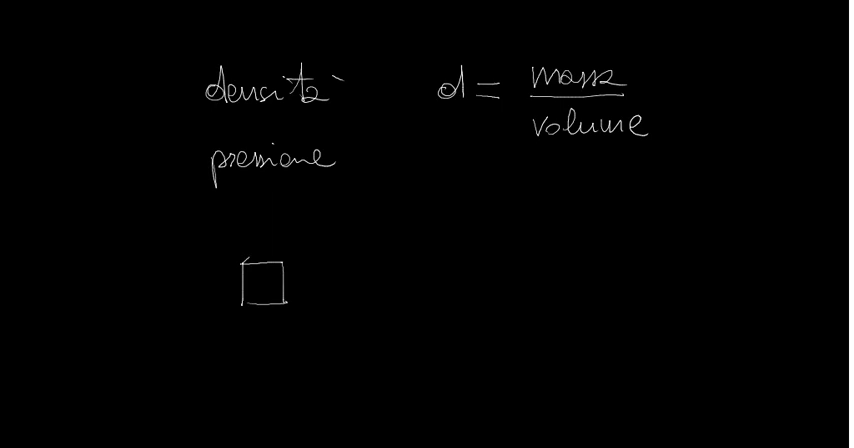 densità d = massa / volume
pressione